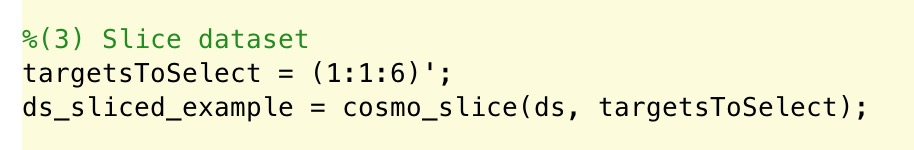 %(3) Slice dataset
targetsToSelect = (1:1:6)';
ds_sliced_example = cosmo_slice(ds, targetsToSelect);